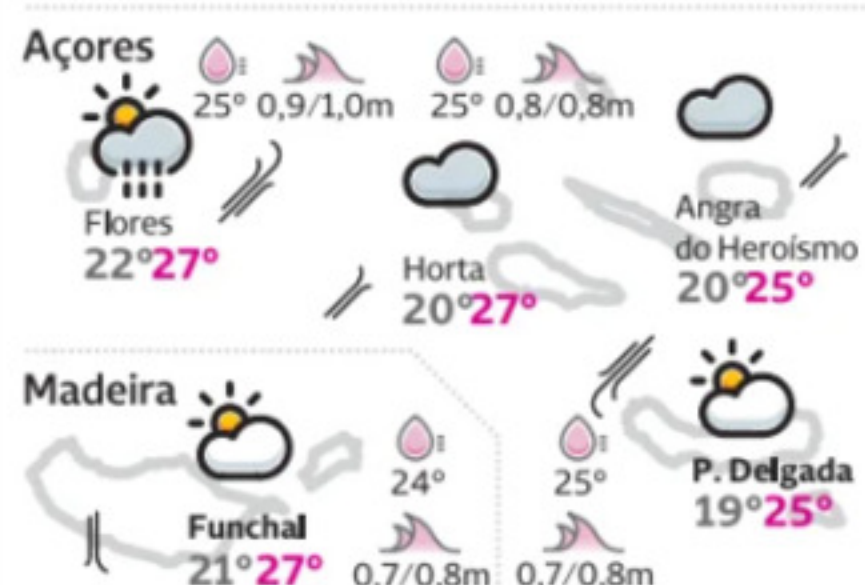 Açores
25° 0,9/1,0m 25° 0,8/0,8m
Flores
22° 27°
Horta
20° 27°
Angra
do Heroísmo
20° 25°
Madeira
24°
0,7/0,8m
Funchal
21° 27°
25°
0,7/0,8m
P. Delgada
19° 25°